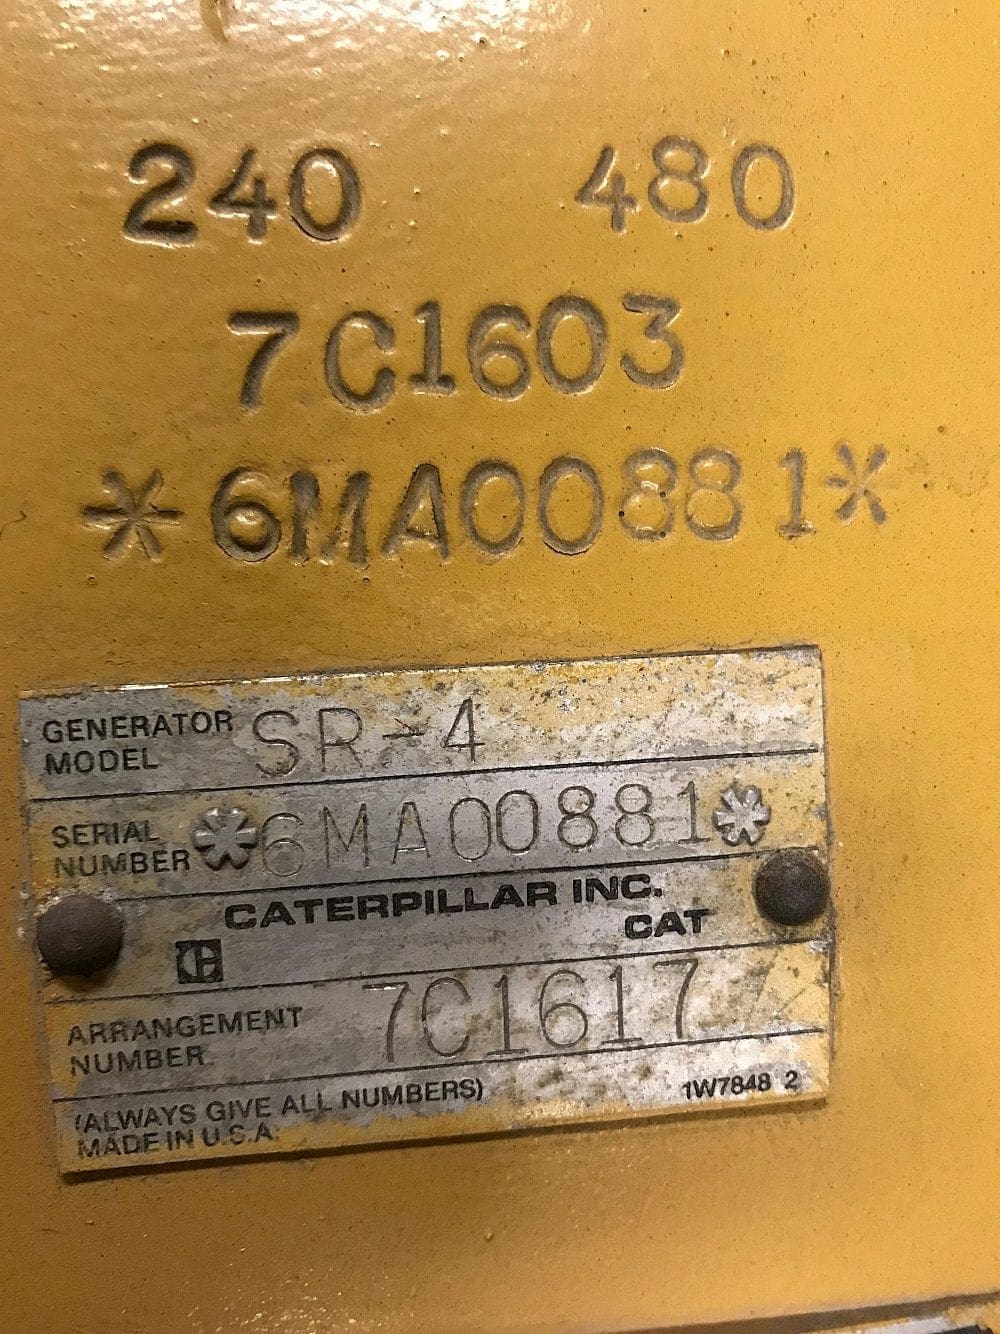 240 480
7C1603
*6MA00881*
GENERATOR MODEL SR-4
SERIAL NUMBER *6MA00881*
CATERPILLAR INC.
CAT
ARRANGEMENT NUMBER 7C1617
(ALWAYS GIVE ALL NUMBERS)
1W7848 2
MADE IN U.S.A.